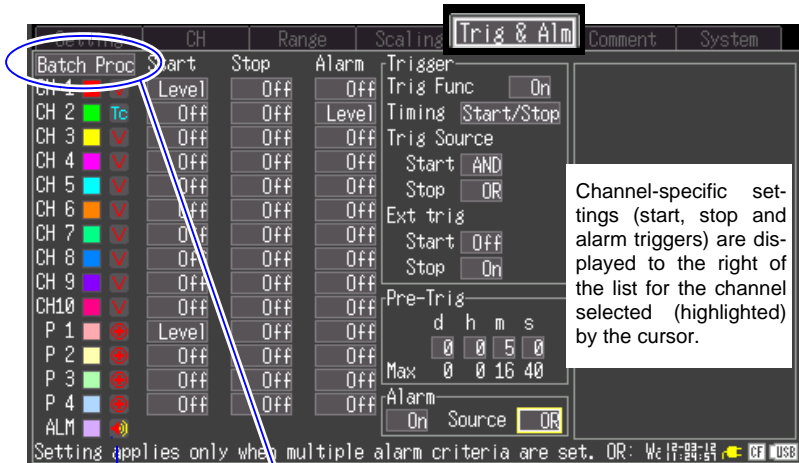 Setting CH Range Scaling Trig & Alm Comment System
Batch Proc Start Stop Alarm
CH 1 V Level Off Off
CH 2 Tc Off Off Level
CH 3 V Off Off Off
CH 4 V Off Off Off
CH 5 V Off Off Off
CH 6 V Off Off Off
CH 7 V Off Off Off
CH 8 V Off Off Off
CH 9 V Off Off Off
CH10 V Off Off Off
P 1 Level Off Off
P 2 Off Off Off
P 3 Off Off Off
P 4 Off Off Off
ALM
Trigger
Trig Func On
Timing Start/Stop
Trig Source
Start AND
Stop OR
Ext trig
Start Off
Stop On
Pre-Trig
d h m s
0 0 5 0
Max 0 0 16 40
Alarm
On Source OR
Channel-specific set-
tings (start, stop and
alarm triggers) are dis-
played to the right of
the list for the channel
selected (highlighted)
by the cursor.
Setting applies only when multiple alarm criteria are set. OR: CF USB